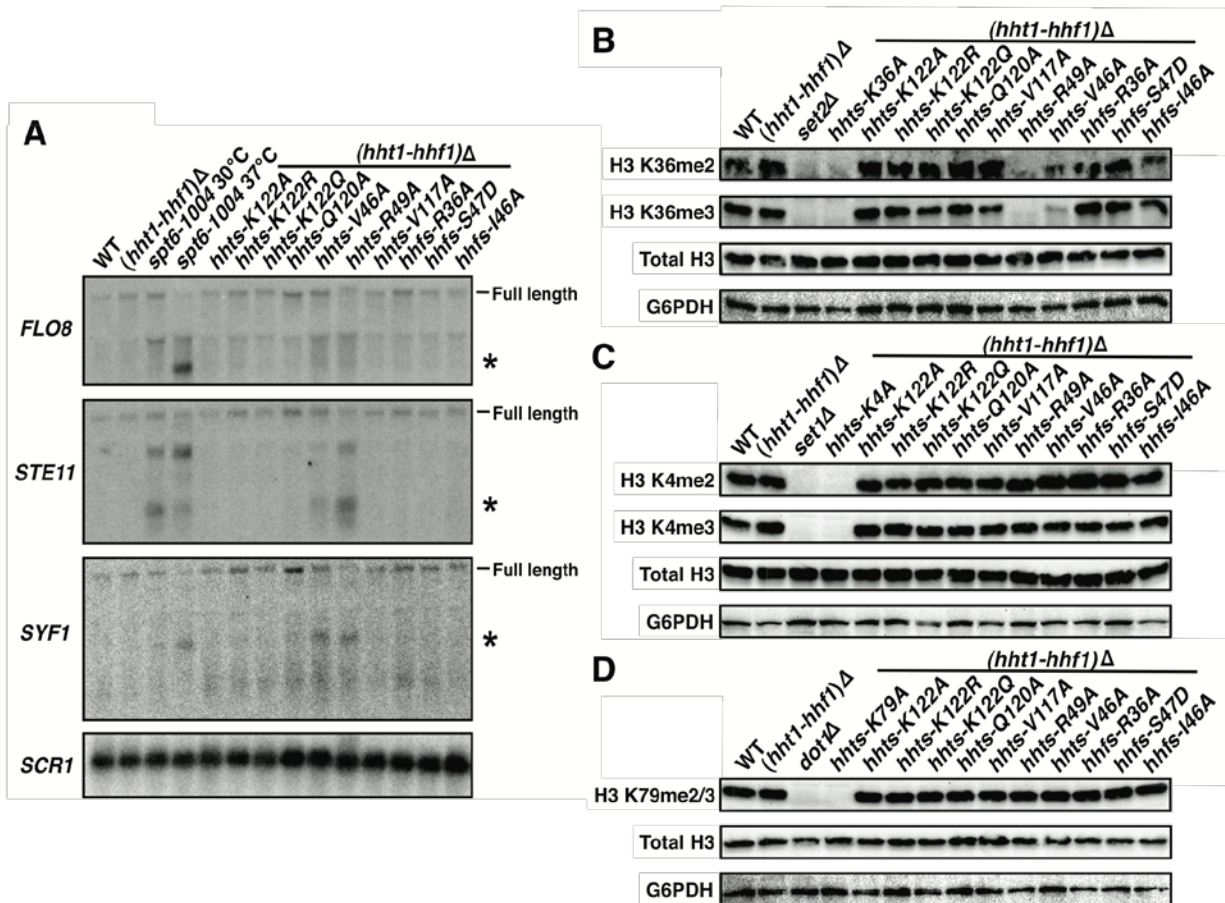 A
(hht1-hhf1)Δ
WT
(hht1-hhf1)Δ
spt6-1004 30°C
spt6-1004 37°C
hhts-K122A
hhts-K122R
hhts-K122Q
hhts-Q120A
hhts-V46A
hhts-R49A
hhts-V117A
hhfs-R36A
hhfs-S47D
hhfs-I46A
FLO8
Full length
*
STE11
Full length
*
SYF1
Full length
*
SCR1
B
(hht1-hhf1)Δ
WT
(hht1-hhf1)Δ
set2Δ
hhts-K36A
hhts-K122A
hhts-K122R
hhts-K122Q
hhts-Q120A
hhts-V117A
hhts-R49A
hhts-V46A
hhfs-R36A
hhfs-S47D
hhfs-I46A
H3 K36me2
H3 K36me3
Total H3
G6PDH
C
(hht1-hhf1)Δ
WT
(hht1-hhf1)Δ
set1Δ
hhts-K4A
hhts-K122A
hhts-K122R
hhts-K122Q
hhts-Q120A
hhts-V117A
hhts-R49A
hhts-V46A
hhfs-R36A
hhfs-S47D
hhfs-I46A
H3 K4me2
H3 K4me3
Total H3
G6PDH
D
(hht1-hhf1)Δ
WT
(hht1-hhf1)Δ
dot1Δ
hhts-K79A
hhts-K122A
hhts-K122R
hhts-K122Q
hhts-Q120A
hhts-V117A
hhts-R49A
hhts-V46A
hhfs-R36A
hhfs-S47D
hhfs-I46A
H3 K79me2/3
Total H3
G6PDH